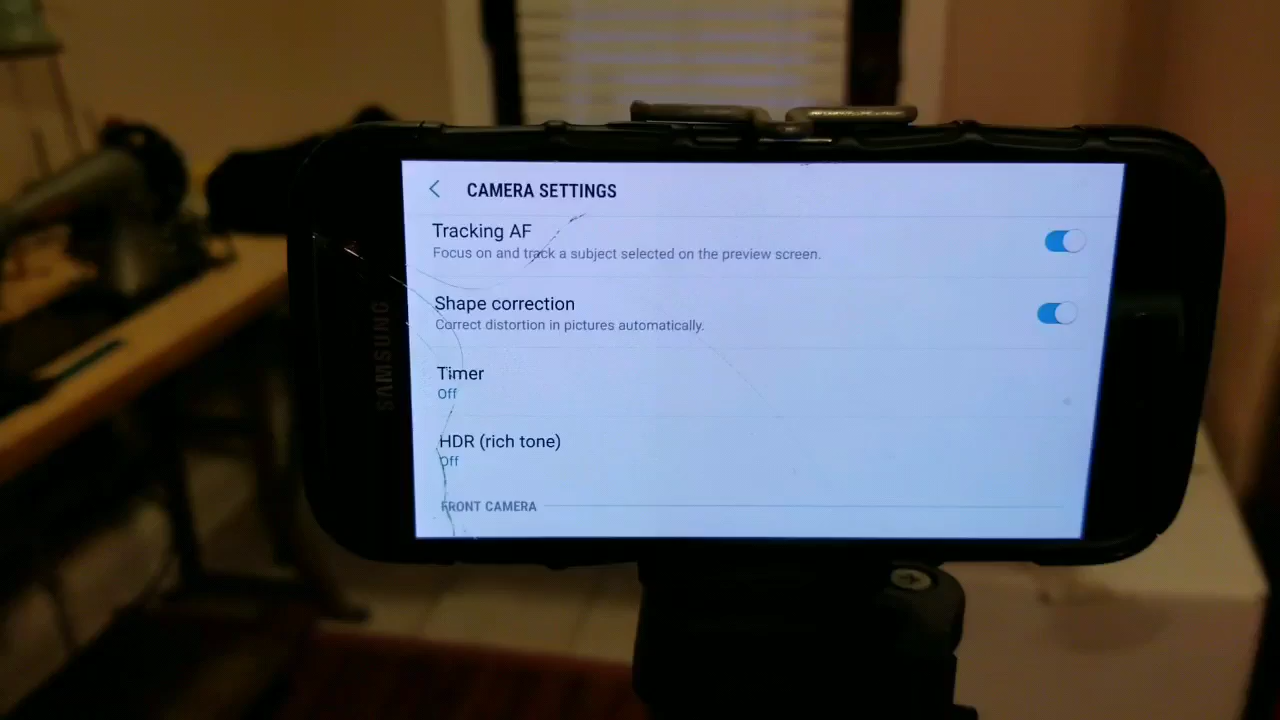 CAMERA SETTINGS
Tracking AF
Focus on and track a subject selected on the preview screen.
Shape correction
Correct distortion in pictures automatically.
Timer
Off
HDR (rich tone)
Off
FRONT CAMERA
SAMSUNG